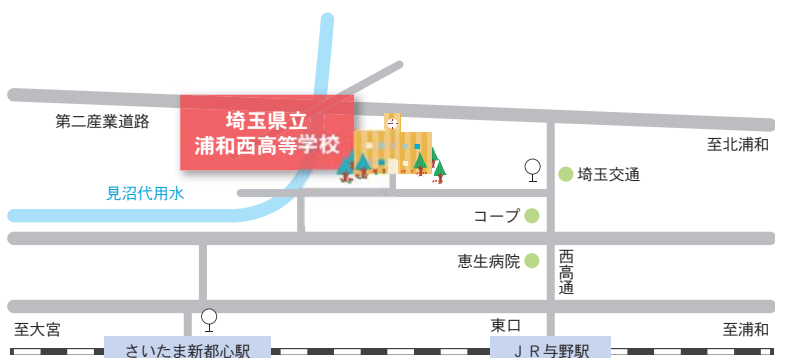 第二産業道路
埼玉県立
浦和西高等学校
至北浦和
埼玉交通
見沼代用水
コープ
恵生病院
西高通
至大宮
東口
至浦和
さいたま新都心駅
ＪＲ与野駅